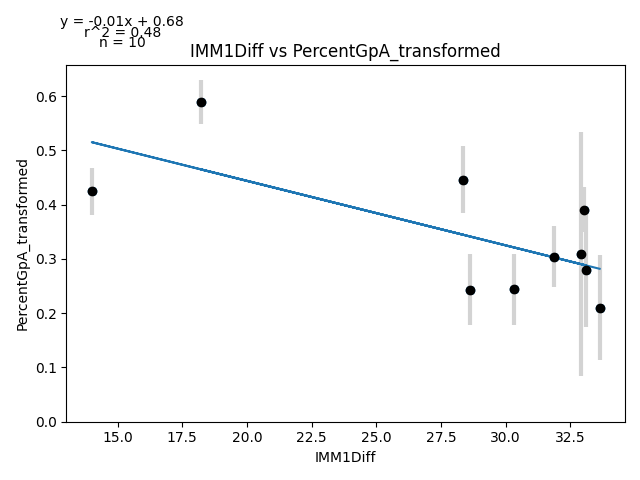 y = -0.01x + 0.68
r^2 = 0.48
n = 10
IMM1Diff vs PercentGpA_transformed
PercentGpA_transformed
0.6
0.5
0.4
0.3
0.2
0.1
0.0
15.0 17.5 20.0 22.5 25.0 27.5 30.0 32.5
IMM1Diff